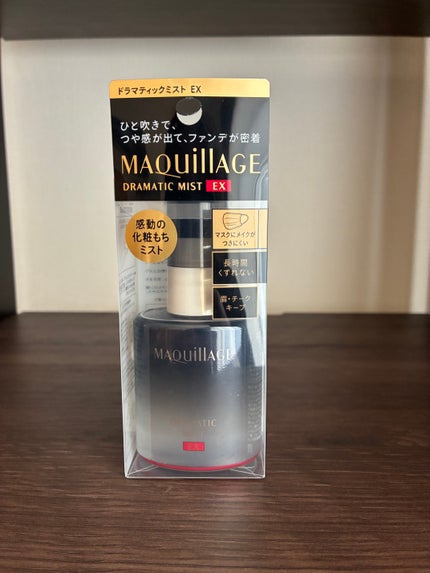 ドラマティックミスト EX
ひと吹きで、
つや感が出て、ファンデが密着
MAQuillAGE
DRAMATIC MIST EX
感動の
化粧もち
ミスト
マスクにメイクが
つきにくい
長時間
くずれない
眉・チーク
キープ
MAQuillAGE
EX